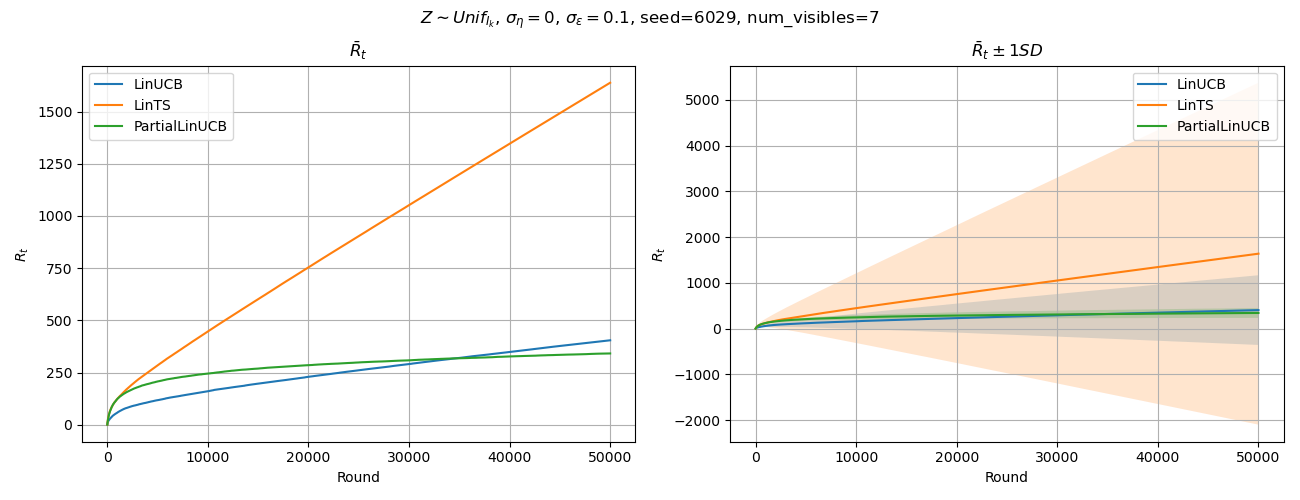 Z ∼ Unif_{I_k}, σ_η = 0, σ_ε = 0.1, seed=6029, num_visibles=7
R̄_t
1500
1250
1000
750
500
250
0
R_t
0 10000 20000 30000 40000 50000
Round
LinUCB
LinTS
PartialLinUCB
R̄_t ± 1SD
5000
4000
3000
2000
1000
0
−1000
−2000
R_t
0 10000 20000 30000 40000 50000
Round
LinUCB
LinTS
PartialLinUCB